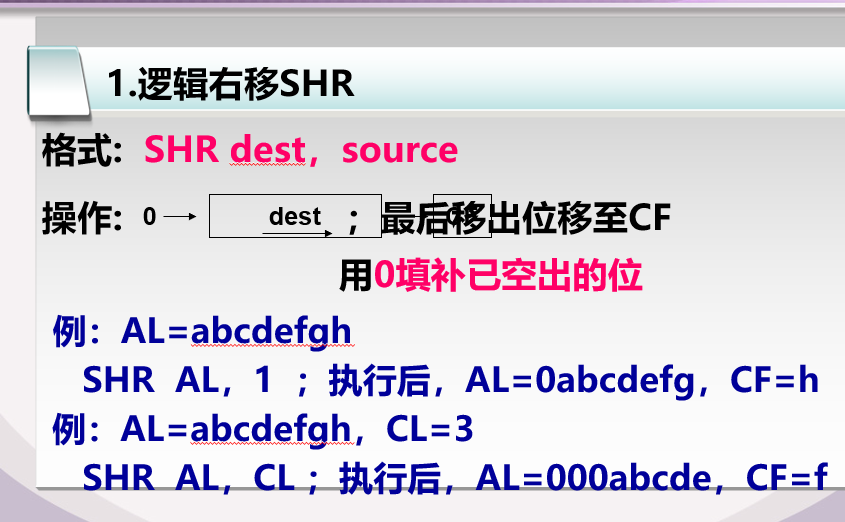 1.逻辑右移SHR
格式：SHR dest，source
操作: 0 dest ；最后移出位移至CF
用0填补已空出的位
例：AL=abcdefgh
SHR AL，1 ；执行后，AL=0abcdefg，CF=h
例：AL=abcdefgh，CL=3
SHR AL，CL ；执行后，AL=000abcde，CF=f